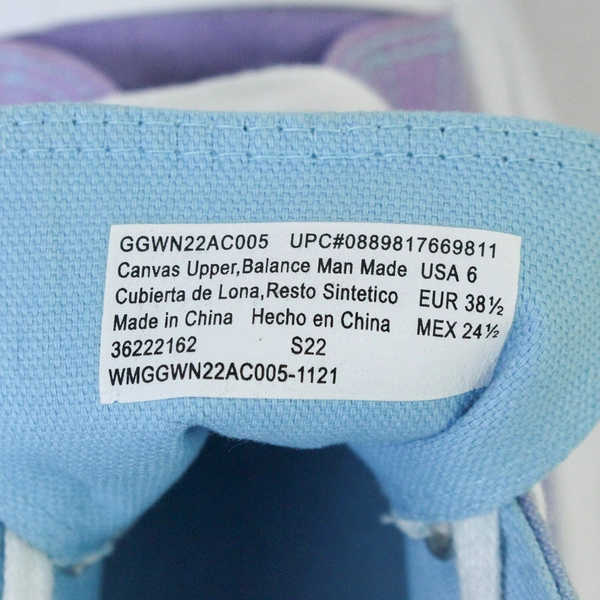 GGWN22AC005 UPC#0889817669811
Canvas Upper,Balance Man Made USA 6
Cubierta de Lona,Resto Sintetico EUR 38½
Made in China Hecho en China MEX 24½
36222162 S22
WMGGWN22AC005-1121